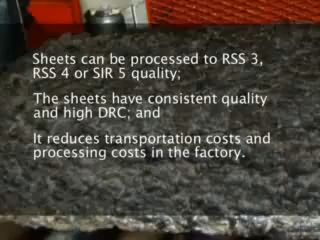 Sheets can be processed to RSS 3,
RSS 4 or SIR 5 quality;
The sheets have consistent quality
and high DRC; and
It reduces transportation costs and
processing costs in the factory.